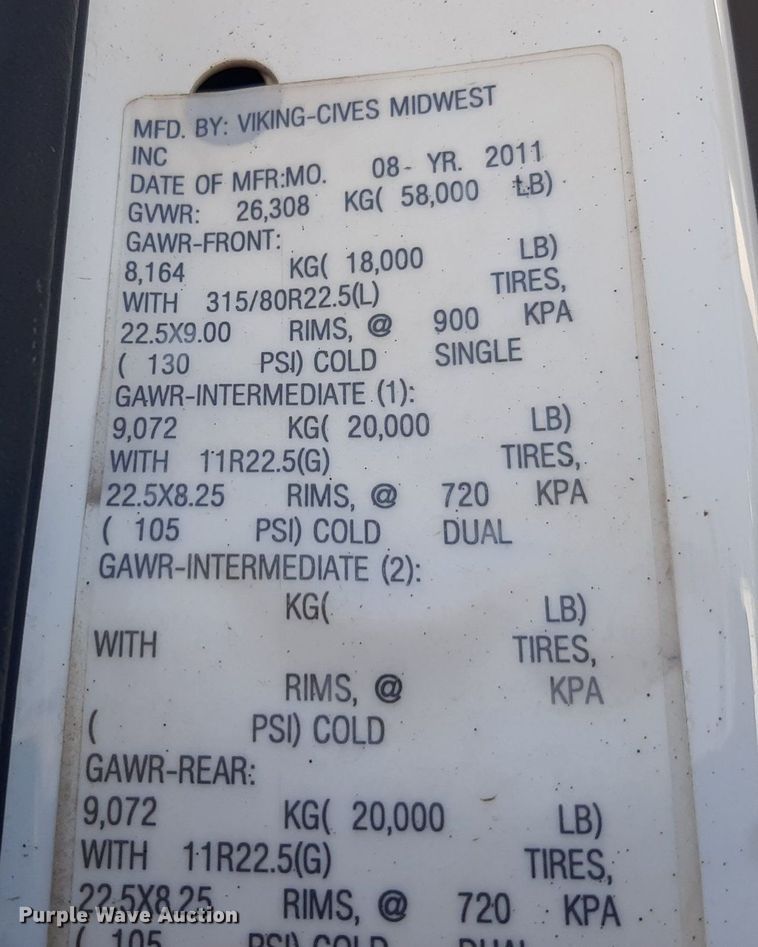 MFD. BY: VIKING-CIVES MIDWEST
INC
DATE OF MFR:MO. 08- YR. 2011
GVWR: 26,308 KG( 58,000 LB)
GAWR-FRONT:
8,164 KG( 18,000 LB)
WITH 315/80R22.5(L) TIRES,
22.5X9.00 RIMS, @ 900 KPA
( 130 PSI) COLD SINGLE
GAWR-INTERMEDIATE (1):
9,072 KG( 20,000 LB)
WITH 11R22.5(G) TIRES,
22.5X8.25 RIMS, @ 720 KPA
( 105 PSI) COLD DUAL
GAWR-INTERMEDIATE (2):
KG( LB)
WITH TIRES,
RIMS, @ KPA
( PSI) COLD
GAWR-REAR:
9,072 KG( 20,000 LB)
WITH 11R22.5(G) TIRES,
22.5X8.25 RIMS, @ 720 KPA
( 105 PSI) COLD DUAL
Purple Wave Auction